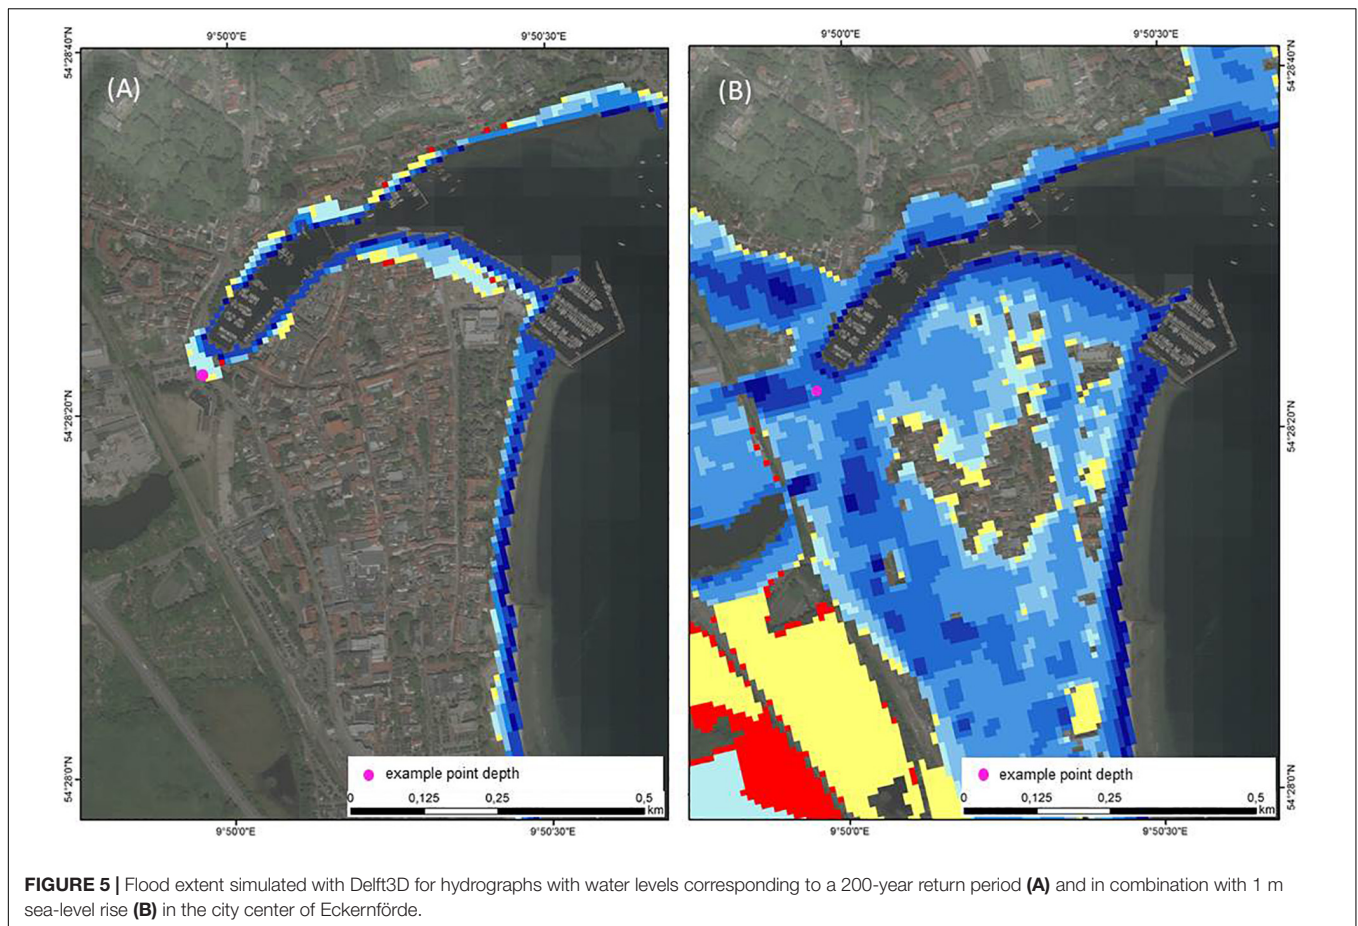 9°50'0"E
9°50'30"E
9°50'0"E
9°50'30"E
54°28'40"N
54°28'20"N
54°28'0"N
(A)
(B)
54°28'40"N
54°28'20"N
54°28'0"N
example point depth
0 0,125 0,25 0,5
km
example point depth
0 0,125 0,25 0,5
km
9°50'0"E
9°50'30"E
9°50'0"E
9°50'30"E
FIGURE 5 | Flood extent simulated with Delft3D for hydrographs with water levels corresponding to a 200-year return period (A) and in combination with 1 m
sea-level rise (B) in the city center of Eckernförde.